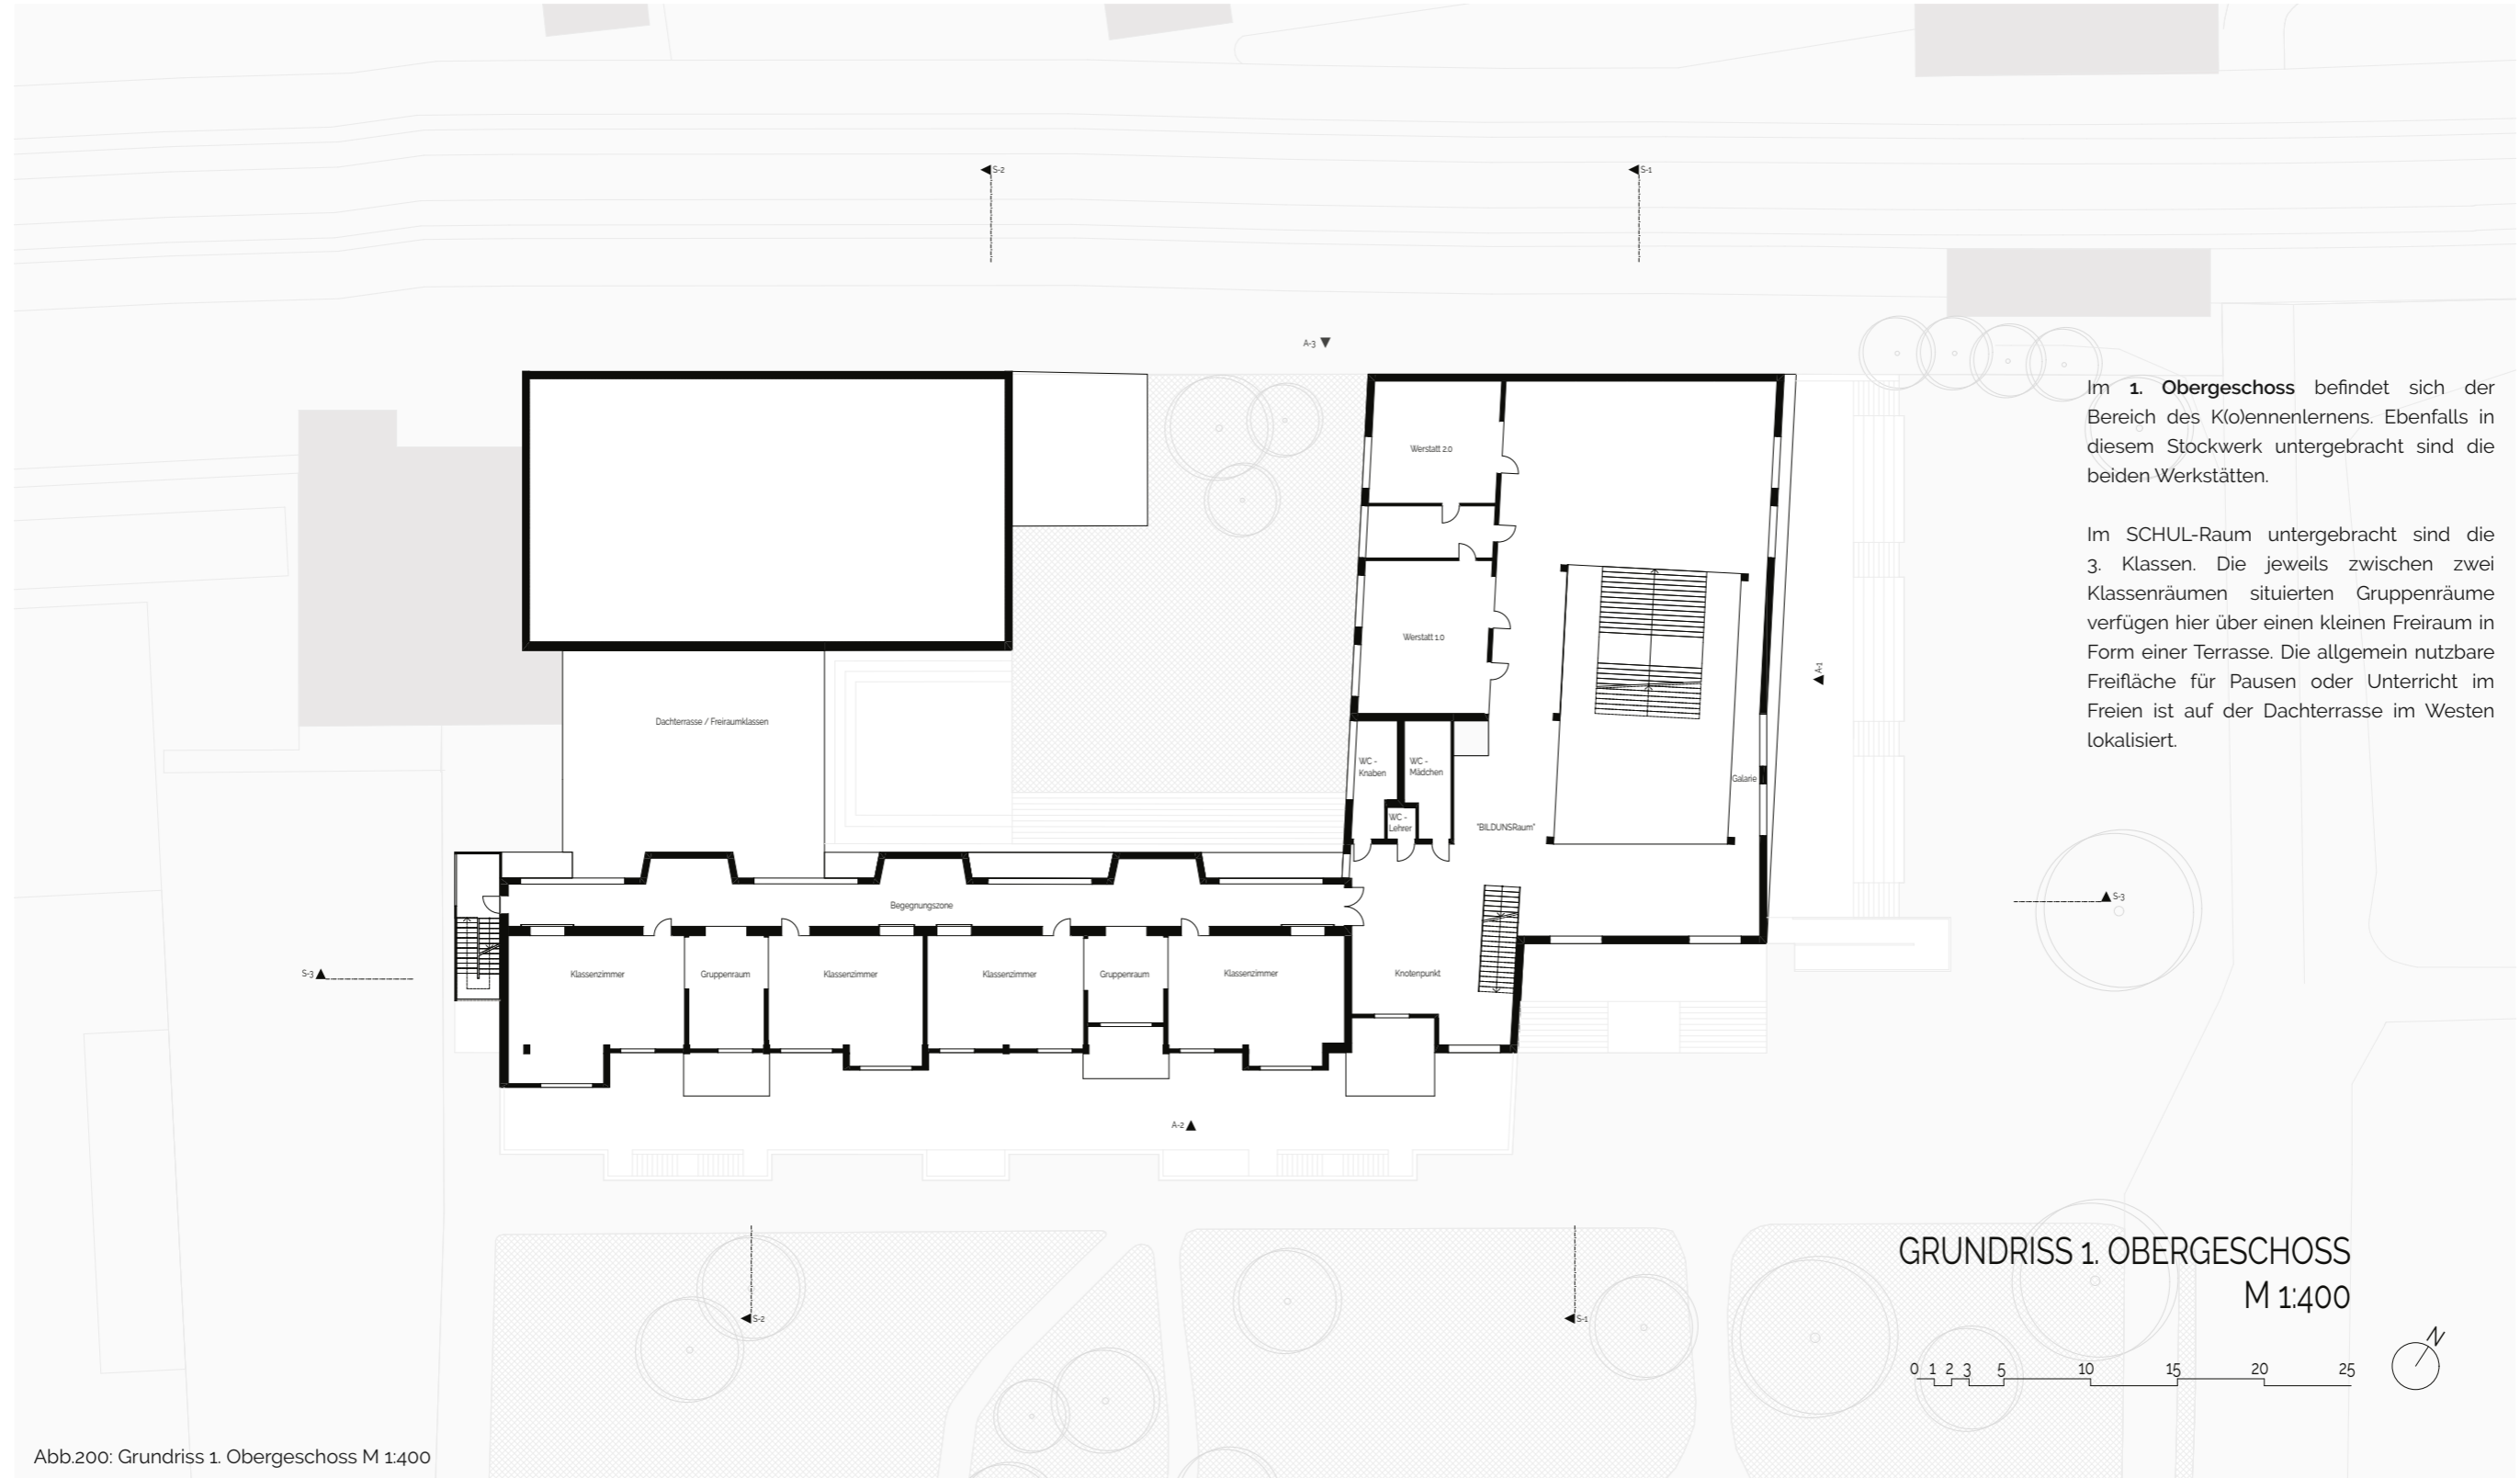 S-2
S-1
A-3
Im 1. Obergeschoss befindet sich der
Bereich des K(o)ennenlernens. Ebenfalls in
diesem Stockwerk untergebracht sind die
beiden Werkstätten.
Im SCHUL-Raum untergebracht sind die
3. Klassen. Die jeweils zwischen zwei
Klassenräumen situierten Gruppenräume
verfügen hier über einen kleinen Freiraum in
Form einer Terrasse. Die allgemein nutzbare
Freifläche für Pausen oder Unterricht im
Freien ist auf der Dachterrasse im Westen
lokalisiert.
Werstatt 2.0
Werstatt 1.0
A-1
Dachterrasse / Freiraumklassen
WC -
Knaben
WC -
Mädchen
WC -
Lehrer
Galarie
"BILDUNSRaum"
Begegnungszone
S-3
S-3
Klassenzimmer
Gruppenraum
Klassenzimmer
Klassenzimmer
Gruppenraum
Klassenzimmer
Knotenpunkt
A-2
S-2
S-1
GRUNDRISS 1. OBERGESCHOSS
M 1:400
N
0 1 2 3 5 10 15 20 25
Abb.200: Grundriss 1. Obergeschoss M 1:400